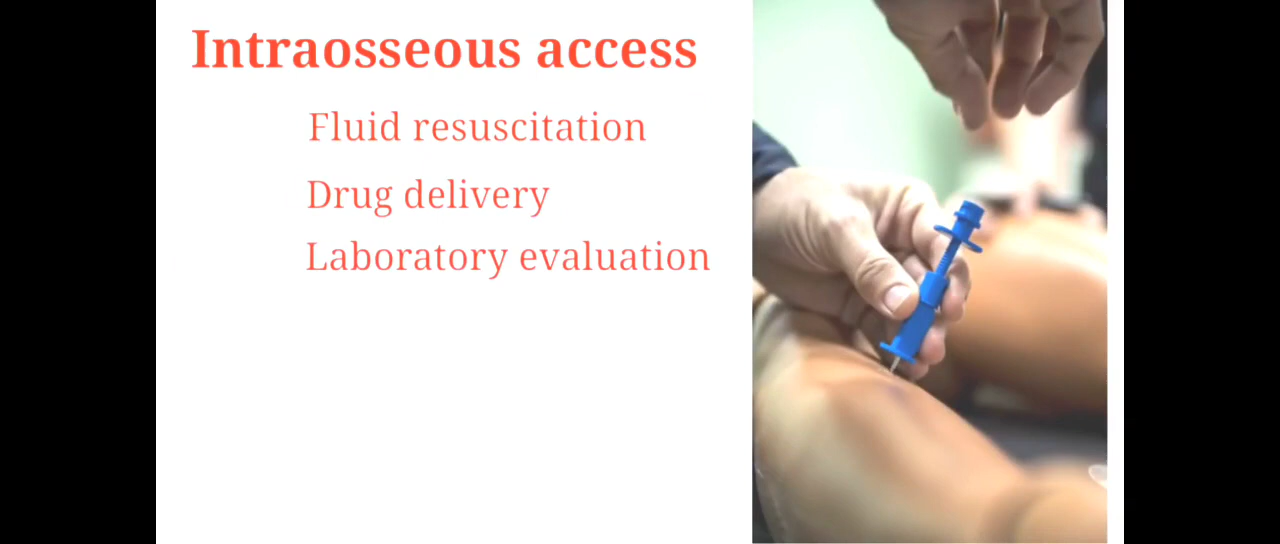 Intraosseous access
Fluid resuscitation
Drug delivery
Laboratory evaluation